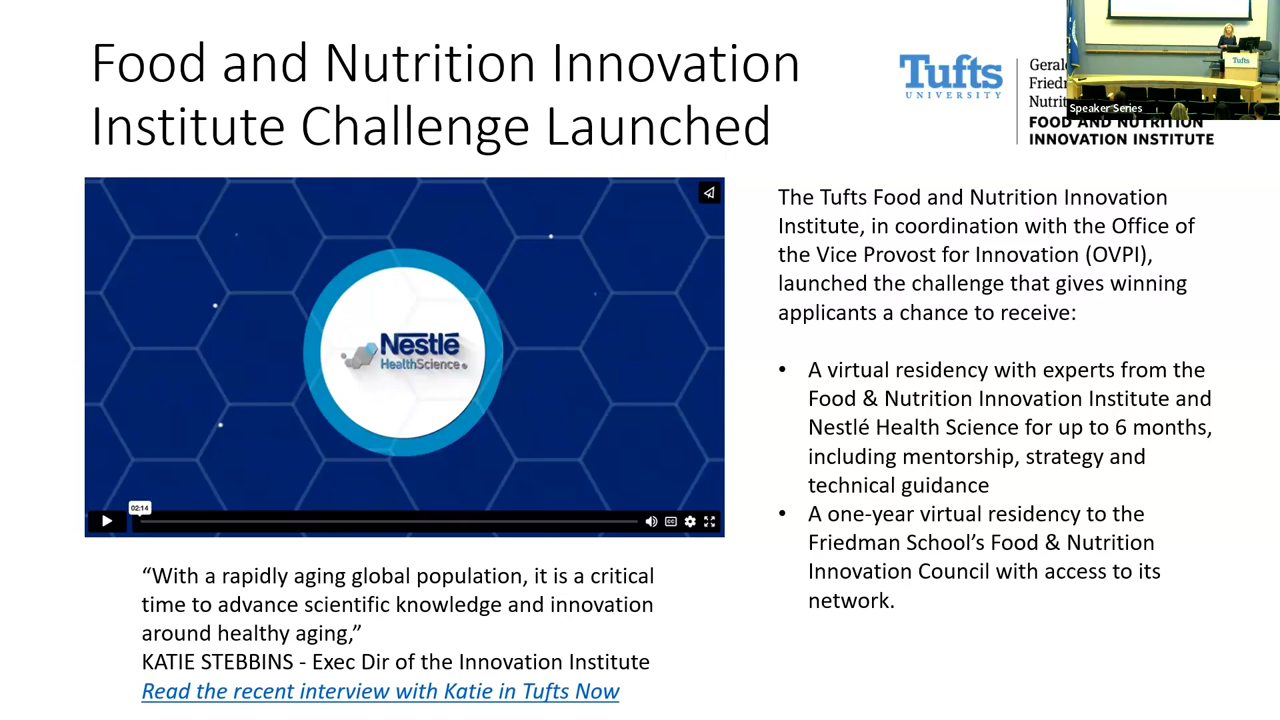 Food and Nutrition Innovation
Institute Challenge Launched
Tufts
UNIVERSITY
FOOD AND NUTRITION
INNOVATION INSTITUTE
Tufts
Speaker Series
Nestlé
HealthScience
02:14
CC
The Tufts Food and Nutrition Innovation
Institute, in coordination with the Office of
the Vice Provost for Innovation (OVPI),
launched the challenge that gives winning
applicants a chance to receive:
• A virtual residency with experts from the
Food & Nutrition Innovation Institute and
Nestlé Health Science for up to 6 months,
including mentorship, strategy and
technical guidance
• A one-year virtual residency to the
Friedman School’s Food & Nutrition
Innovation Council with access to its
network.
“With a rapidly aging global population, it is a critical
time to advance scientific knowledge and innovation
around healthy aging,”
KATIE STEBBINS - Exec Dir of the Innovation Institute
Read the recent interview with Katie in Tufts Now